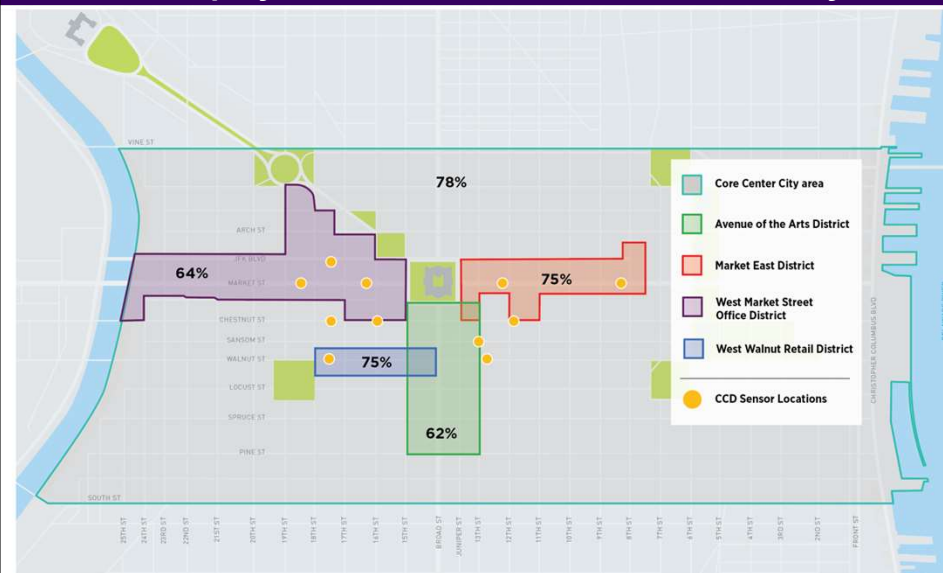 VINE ST
78%
Core Center City area
Avenue of the Arts District
ARCH ST
JFK BLVD
Market East District
64%
75%
MARKET ST
West Market Street
Office District
CHESTNUT ST
CHRISTOPHER COLUMBUS BLVD
SANSOM ST
West Walnut Retail District
WALNUT ST
75%
LOCUST ST
CCD Sensor Locations
SPRUCE ST
62%
PINE ST
SOUTH ST
25TH ST
24TH ST
23RD ST
22ND ST
21ST ST
20TH ST
19TH ST
18TH ST
17TH ST
16TH ST
15TH ST
BROAD ST
JUNIPER ST
13TH ST
12TH ST
11TH ST
10TH ST
9TH ST
8TH ST
7TH ST
6TH ST
5TH ST
4TH ST
3RD ST
2ND ST
FRONT ST